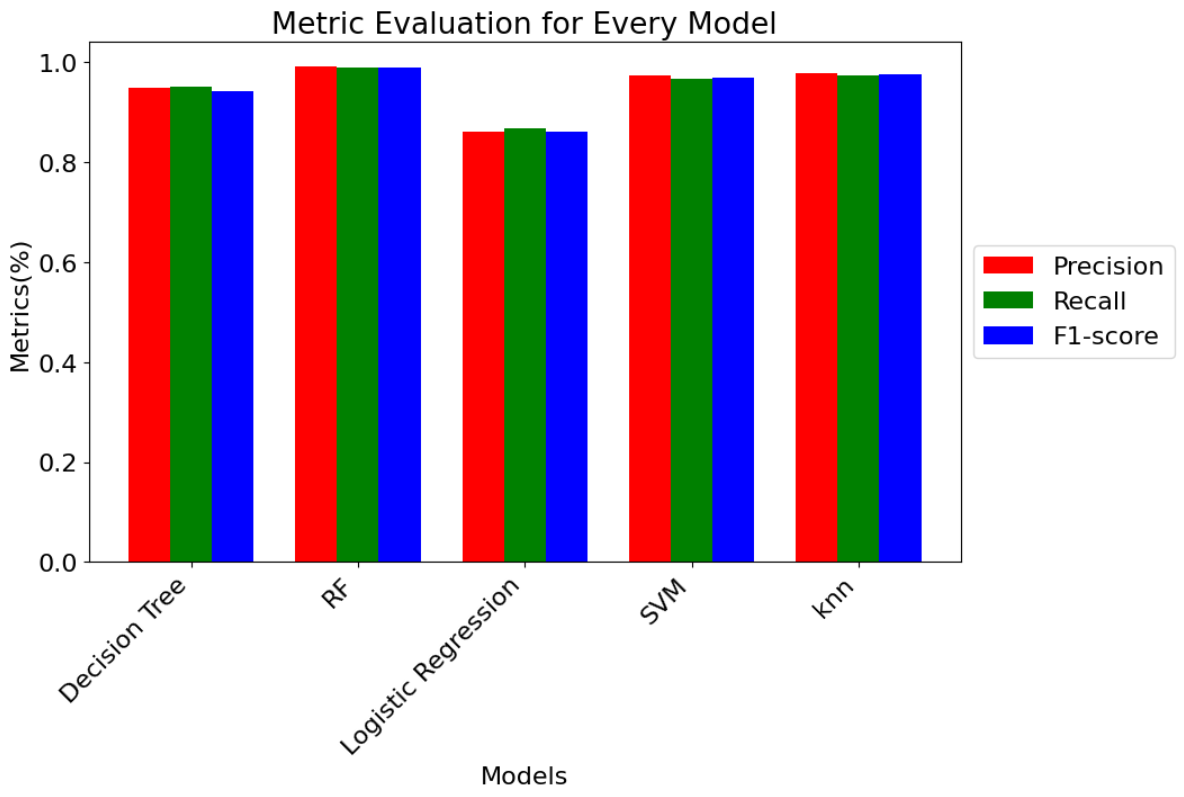 Metric Evaluation for Every Model
1.0
0.8
0.6
0.4
0.2
0.0
Metrics(%)
Decision Tree
RF
Logistic Regression
SVM
knn
Models
Precision
Recall
F1-score